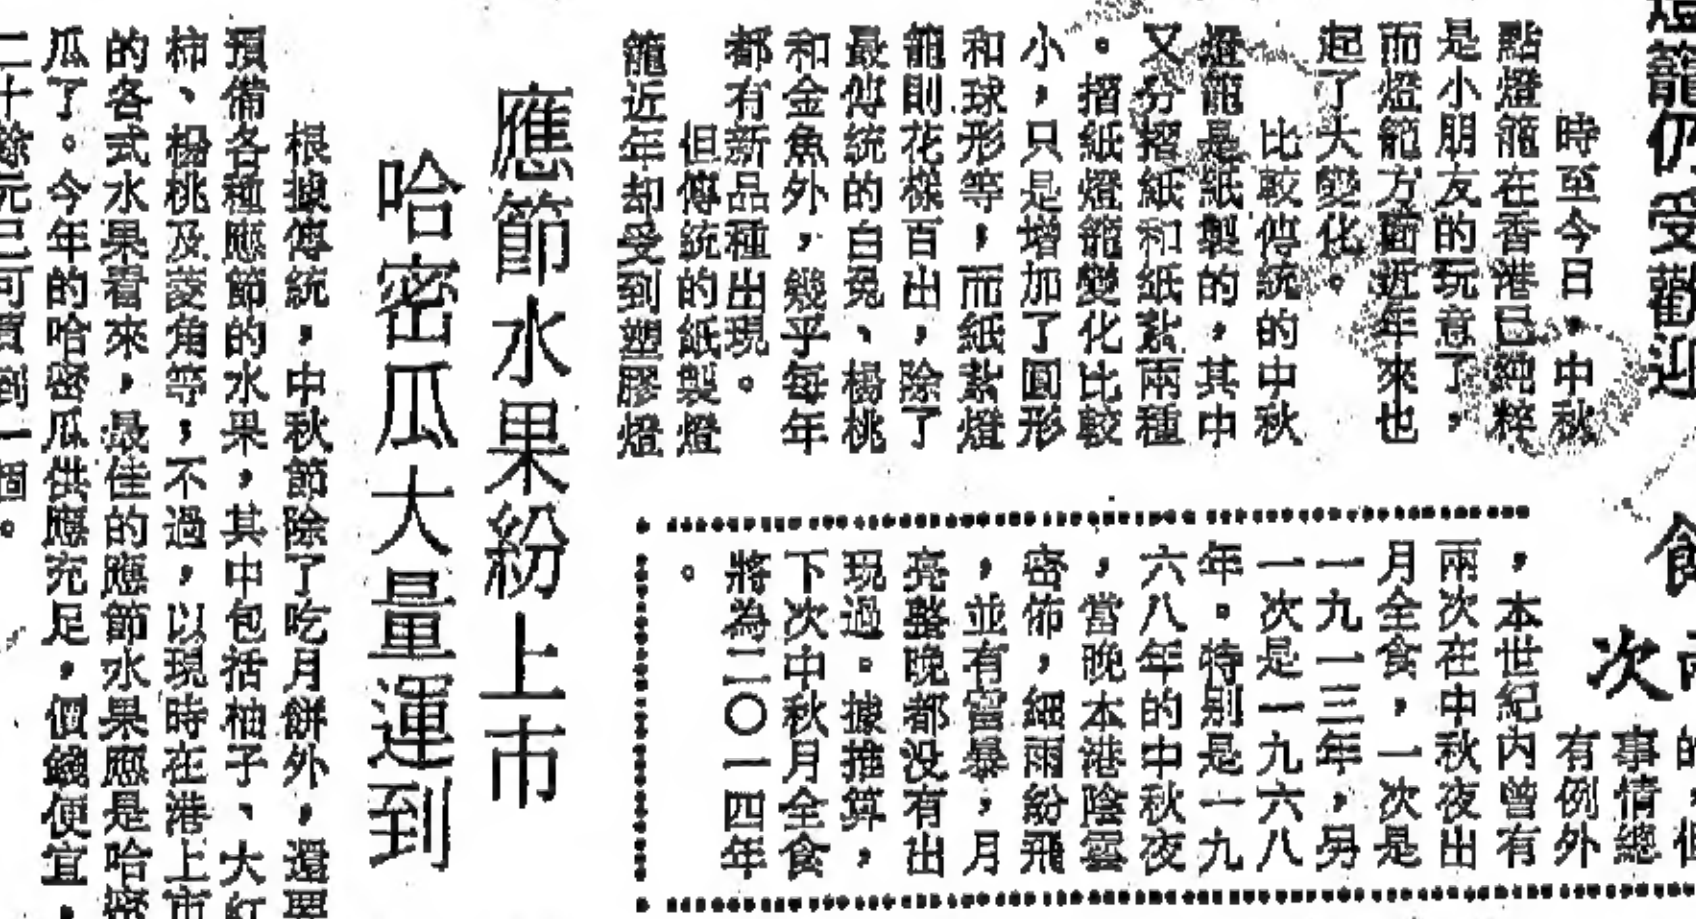 燈籠仍受歡迎
時至今日，中秋
點燈籠在香港已純粹
是小朋友的玩意了，
而燈籠方面近年來也
起了大變化。
比較傳統的中秋
燈籠是紙製的，其中
又分摺紙和紙紮兩種
。摺紙燈籠變化比較
小，只是增加了圓形
和球形等，而紙紮燈
籠則花樣百出，除了
最傳統的白兔、楊桃
和金魚外，幾乎每年
都有新品種出現。
但傳統的紙製燈
籠近年却受到塑膠燈
食
次
事情總
有例外
，本世紀内曾有
兩次在中秋夜出
月全食，一次是
一九一三年，另
一次是一九六八
年。特别是一九
六八年的中秋夜
，當晚本港陰雲
密佈，細雨紛飛
，並有雷暴，月
亮整晚都没有出
現過。據推算，
下次中秋月全食
將為二〇一四年
。
應節水果紛上市
哈密瓜大量運到
根據傳統，中秋節除了吃月餅外，還要
預備各種應節的水果，其中包括柚子、大紅
柿、楊桃及菱角等；不過，以現時在港上市
的各式水果看來，最佳的應節水果應是哈密
瓜了。今年的哈密瓜供應充足，價錢便宜，
二十餘元已可買到一個。